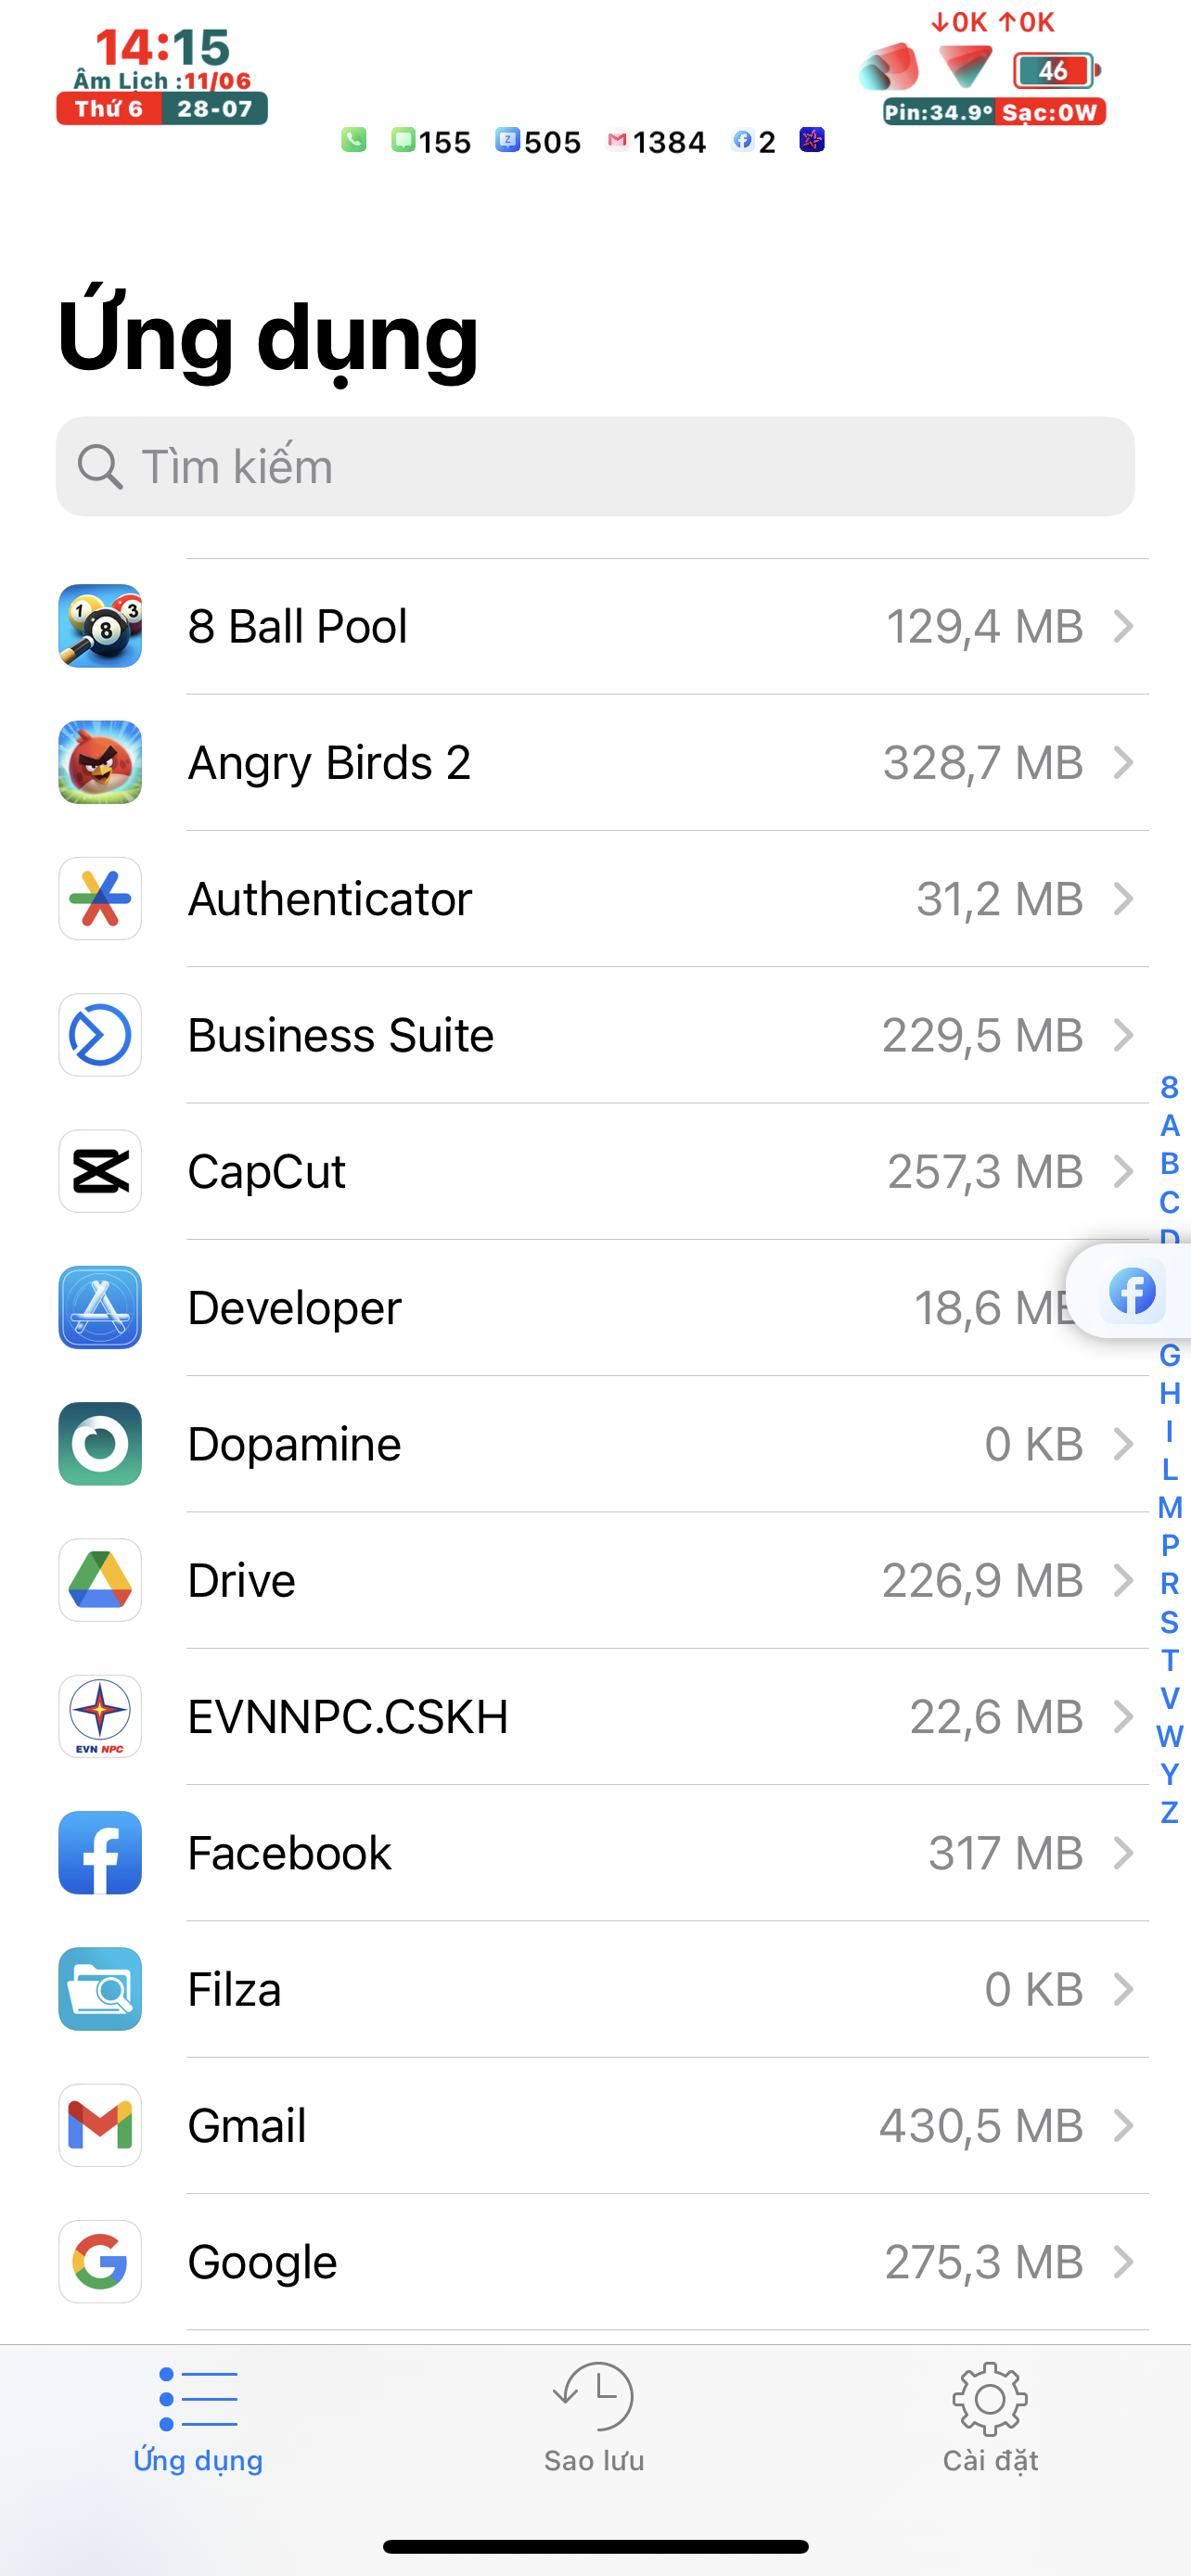 14:15
Âm Lịch :11/06
Thứ 6 28-07
↓0K ↑0K
46
Pin:34.9° Sạc:0W
155 505 1384 2
Ứng dụng
Tìm kiếm
8 Ball Pool 129,4 MB
Angry Birds 2 328,7 MB
Authenticator 31,2 MB
Business Suite 229,5 MB
CapCut 257,3 MB
Developer 18,6 MB
Dopamine 0 KB
Drive 226,9 MB
EVN NPC
EVNNPC.CSKH 22,6 MB
Facebook 317 MB
Filza 0 KB
Gmail 430,5 MB
Google 275,3 MB
8
A
B
C
D
G
H
I
L
M
P
R
S
T
V
W
Y
Z
Ứng dụng
Sao lưu
Cài đặt